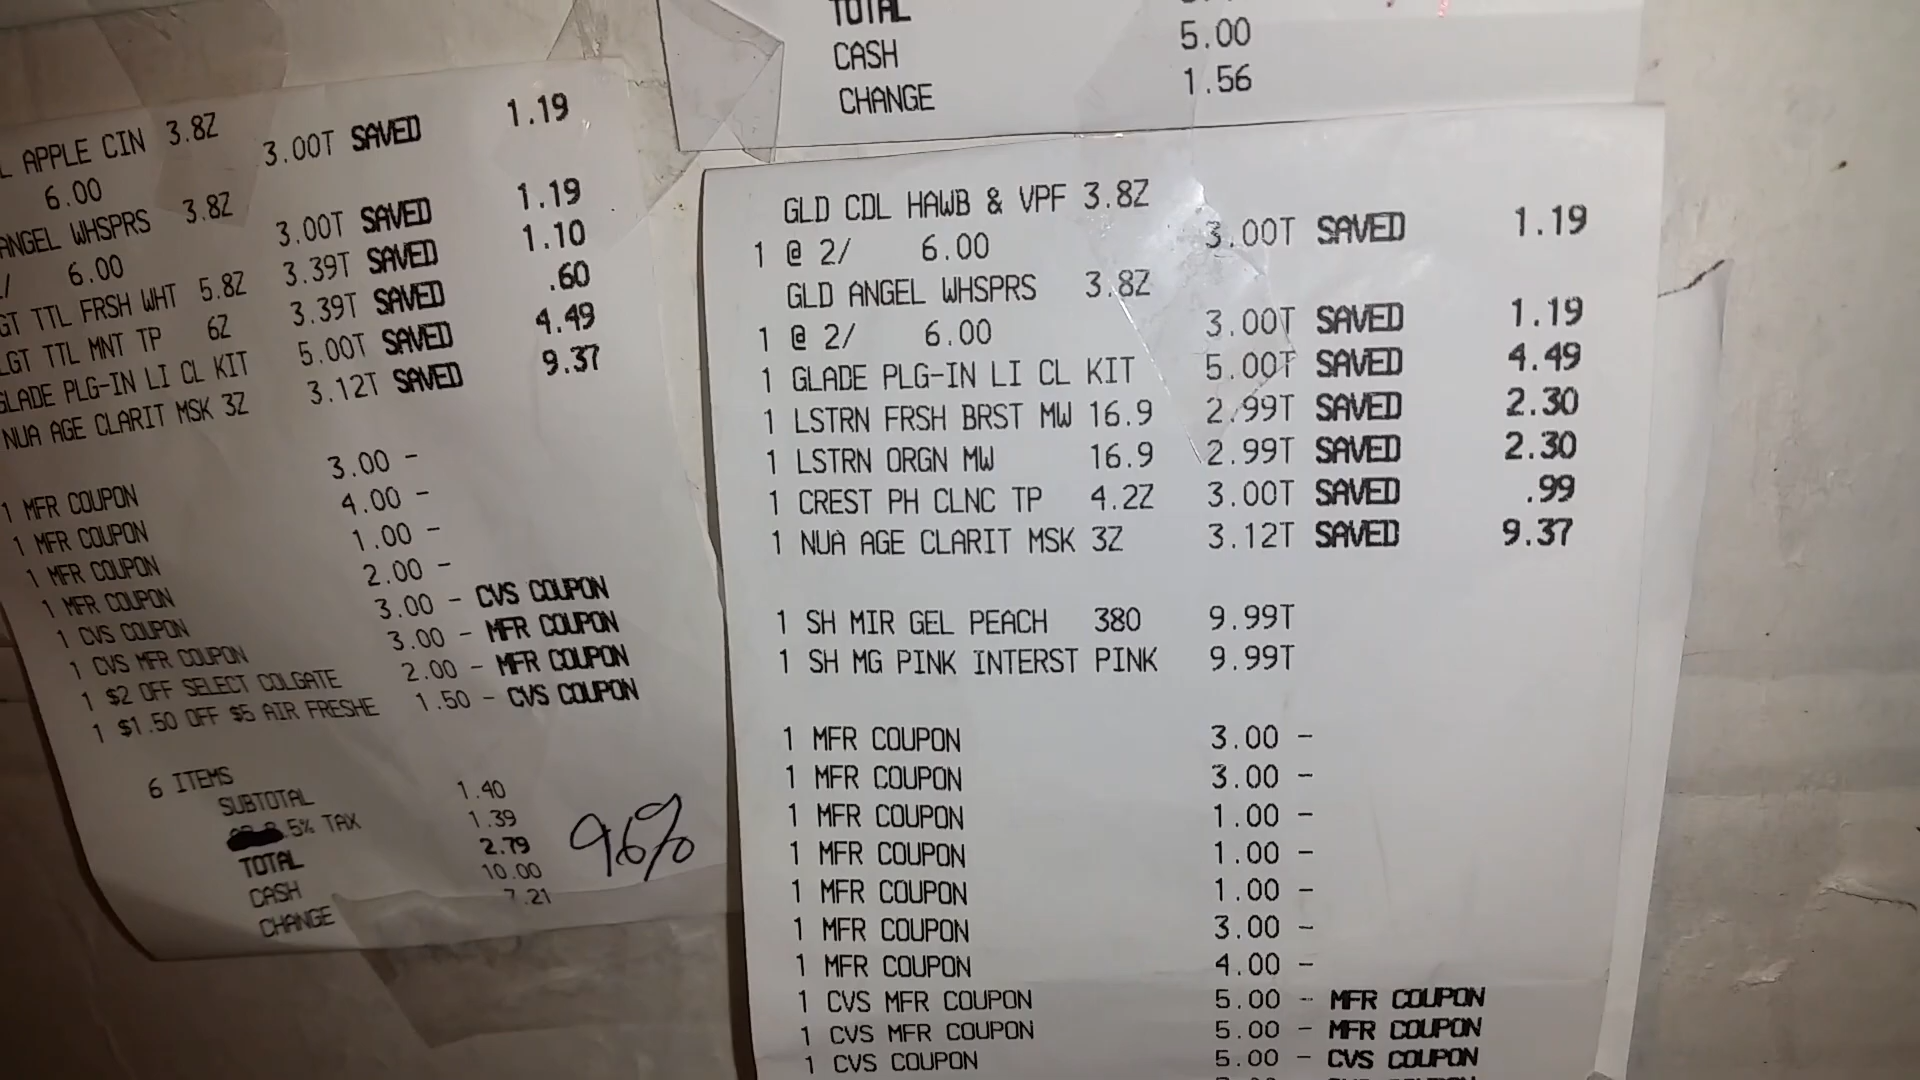 TOTAL
CASH 5.00
CHANGE 1.56
APPLE CIN 3.8Z
6.00 3.00T SAVED 1.19
ANGEL WHSPRS 3.8Z
/ 6.00 3.00T SAVED 1.19
GT TTL FRSH WHT 5.8Z 3.39T SAVED 1.10
LGT TTL MNT TP 6Z 3.39T SAVED .60
GLADE PLG-IN LI CL KIT 5.00T SAVED 4.49
NUA AGE CLARIT MSK 3Z 3.12T SAVED 9.37
1 MFR COUPON 3.00 -
1 MFR COUPON 4.00 -
1 MFR COUPON 1.00 -
1 MFR COUPON 2.00 -
1 CVS COUPON 3.00 - CVS COUPON
1 CVS MFR COUPON 3.00 - MFR COUPON
1 $2 OFF SELECT COLGATE 2.00 - MFR COUPON
1 $1.50 OFF $5 AIR FRESHE 1.50 - CVS COUPON
6 ITEMS
SUBTOTAL 1.40
5% TAX 1.39
TOTAL 2.79
CASH 10.00
CHANGE 7.21
96%
GLD CDL HAWB & VPF 3.8Z
1 @ 2/ 6.00 3.00T SAVED 1.19
GLD ANGEL WHSPRS 3.8Z
1 @ 2/ 6.00 3.00T SAVED 1.19
1 GLADE PLG-IN LI CL KIT 5.00T SAVED 4.49
1 LSTRN FRSH BRST MW 16.9 2.99T SAVED 2.30
1 LSTRN ORGN MW 16.9 2.99T SAVED 2.30
1 CREST PH CLNC TP 4.2Z 3.00T SAVED .99
1 NUA AGE CLARIT MSK 3Z 3.12T SAVED 9.37
1 SH MIR GEL PEACH 380 9.99T
1 SH MG PINK INTERST PINK 9.99T
1 MFR COUPON 3.00 -
1 MFR COUPON 3.00 -
1 MFR COUPON 1.00 -
1 MFR COUPON 1.00 -
1 MFR COUPON 1.00 -
1 MFR COUPON 3.00 -
1 MFR COUPON 4.00 -
1 CVS MFR COUPON 5.00 - MFR COUPON
1 CVS MFR COUPON 5.00 - MFR COUPON
1 CVS COUPON 5.00 - CVS COUPON